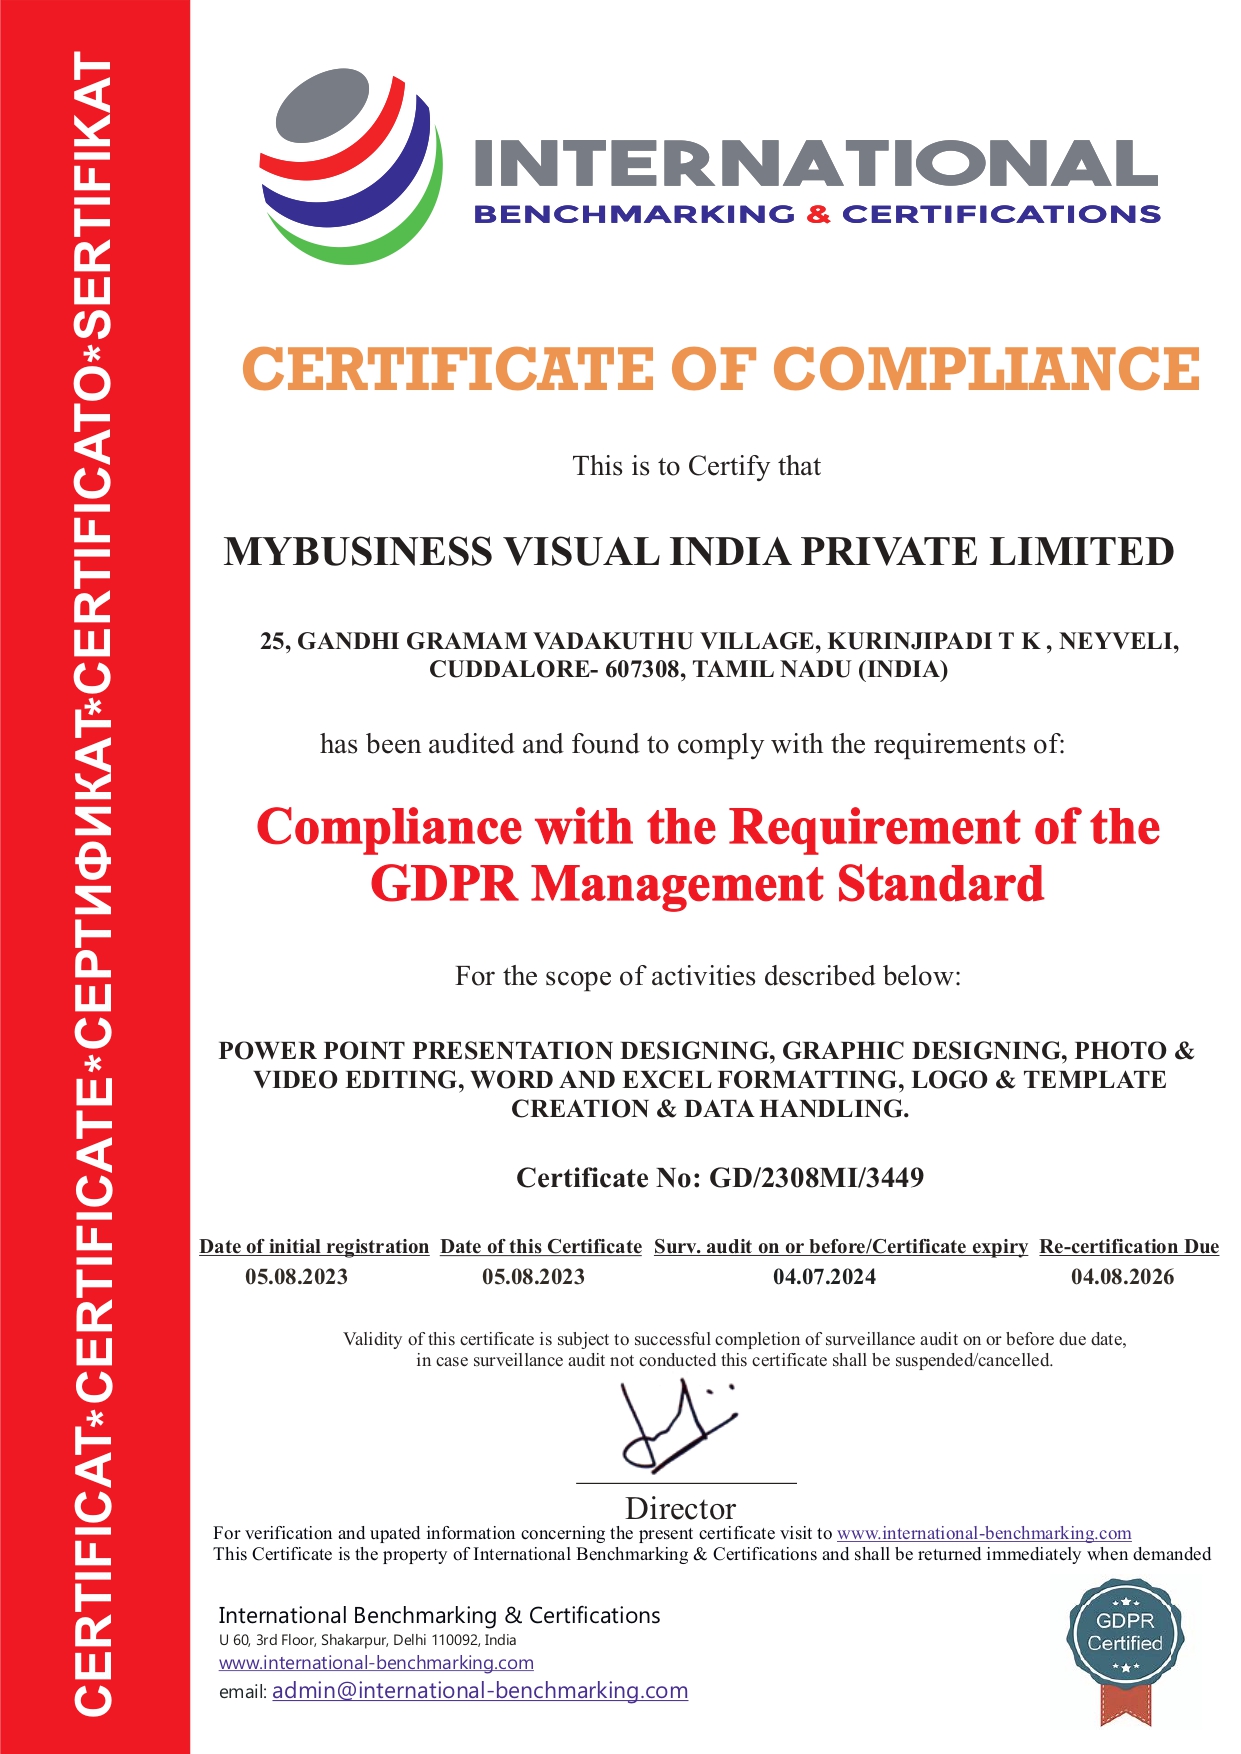 CERTIFICAT*CERTIFICATE*СЕРТИФИКАТ*CERTIFICATO*SERTIFIKAT
INTERNATIONAL
BENCHMARKING & CERTIFICATIONS
CERTIFICATE OF COMPLIANCE
This is to Certify that
MYBUSINESS VISUAL INDIA PRIVATE LIMITED
25, GANDHI GRAMAM VADAKUTHU VILLAGE, KURINJIPADI T K , NEYVELI,
CUDDALORE- 607308, TAMIL NADU (INDIA)
has been audited and found to comply with the requirements of:
Compliance with the Requirement of the
GDPR Management Standard
For the scope of activities described below:
POWER POINT PRESENTATION DESIGNING, GRAPHIC DESIGNING, PHOTO &
VIDEO EDITING, WORD AND EXCEL FORMATTING, LOGO & TEMPLATE
CREATION & DATA HANDLING.
Certificate No: GD/2308MI/3449
Date of initial registration Date of this Certificate Surv. audit on or before/Certificate expiry Re-certification Due
05.08.2023 05.08.2023 04.07.2024 04.08.2026
Validity of this certificate is subject to successful completion of surveillance audit on or before due date,
in case surveillance audit not conducted this certificate shall be suspended/cancelled.
Director
For verification and upated information concerning the present certificate visit to www.international-benchmarking.com
This Certificate is the property of International Benchmarking & Certifications and shall be returned immediately when demanded
International Benchmarking & Certifications
U 60, 3rd Floor, Shakarpur, Delhi 110092, India
www.international-benchmarking.com
email: admin@international-benchmarking.com
GDPR
Certified